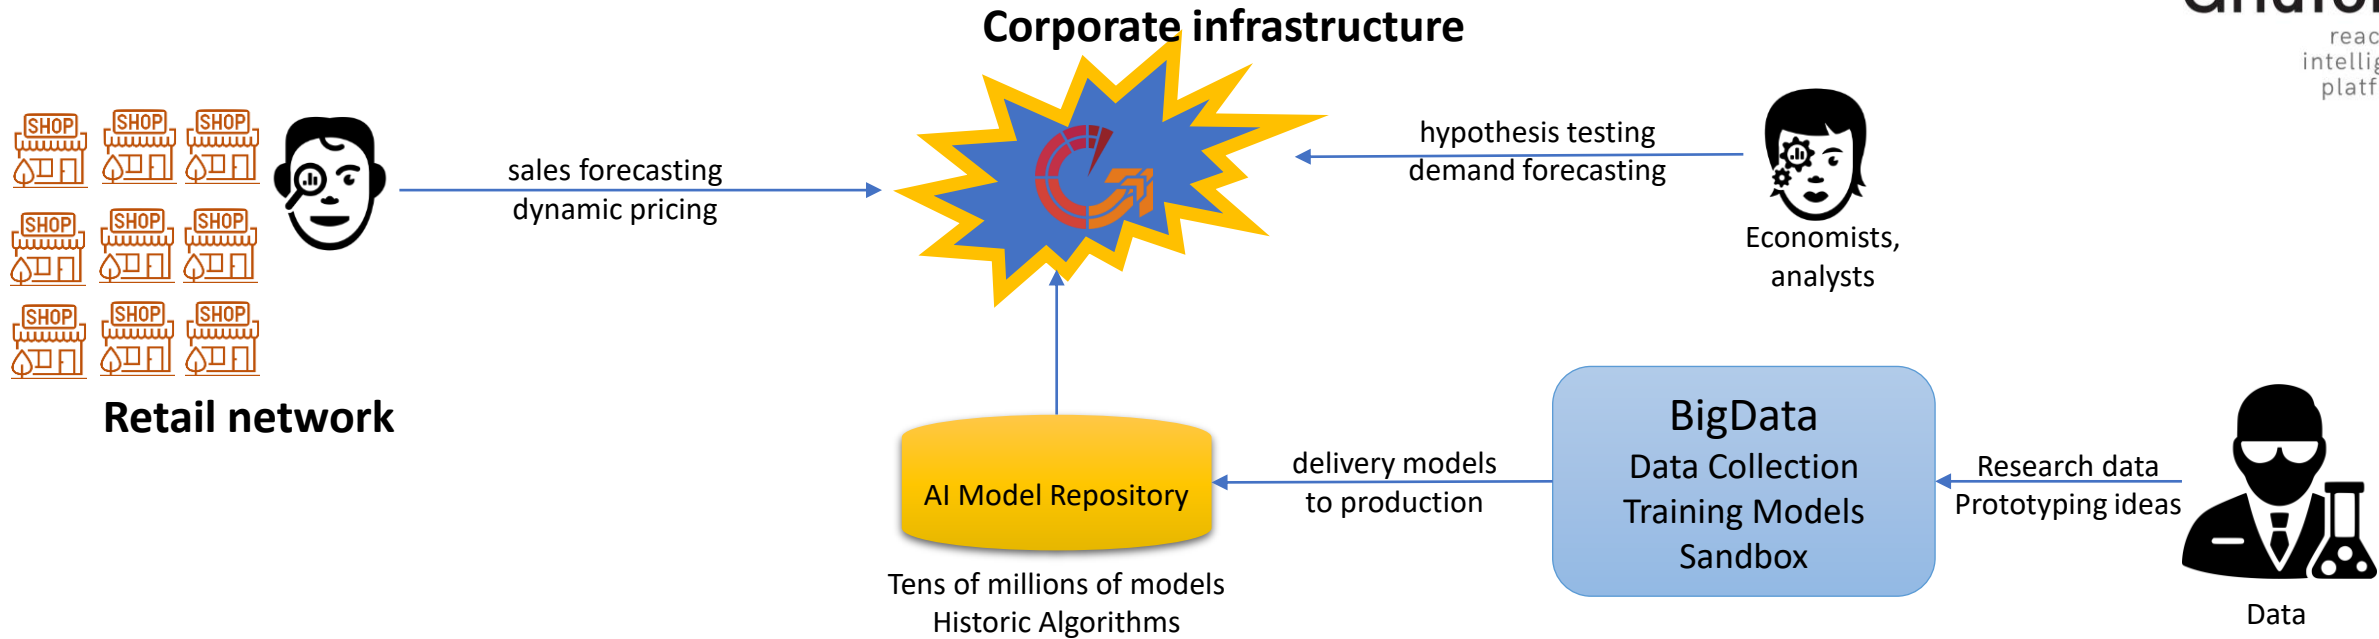 Corporate infrastructure
SHOP SHOP SHOP
SHOP SHOP SHOP
SHOP SHOP SHOP
Retail network
sales forecasting
dynamic pricing
hypothesis testing
demand forecasting
Economists,
analysts
AI Model Repository
Tens of millions of models
Historic Algorithms
delivery models
to production
BigData
Data Collection
Training Models
Sandbox
Research data
Prototyping ideas
Data